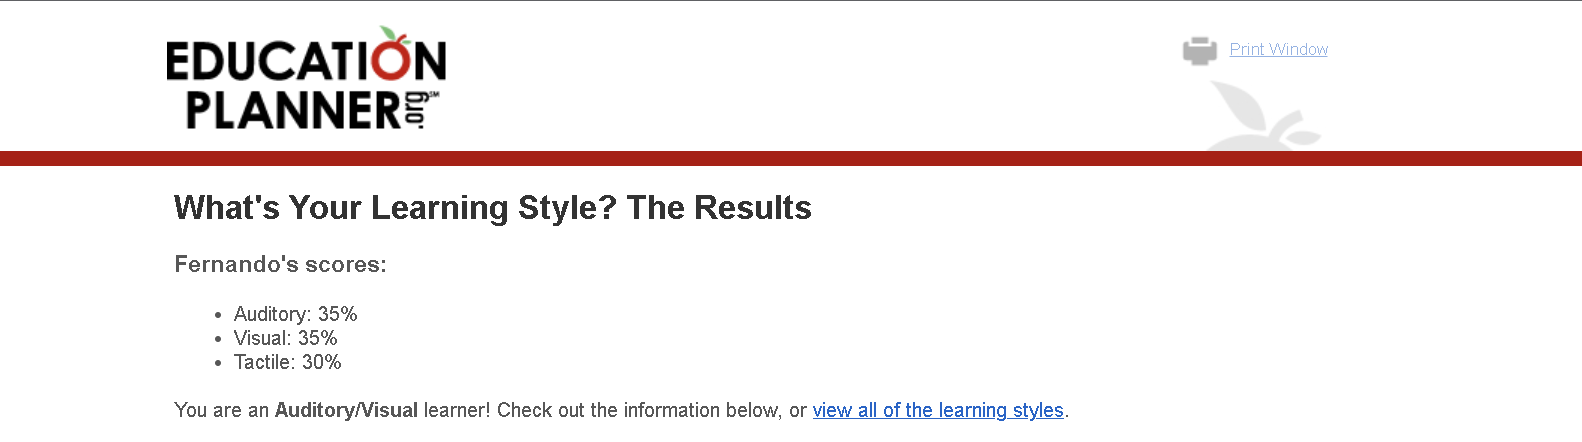 EDUCATION
PLANNER.org℠
Print Window
What's Your Learning Style? The Results
Fernando's scores:
• Auditory: 35%
• Visual: 35%
• Tactile: 30%
You are an Auditory/Visual learner! Check out the information below, or view all of the learning styles.